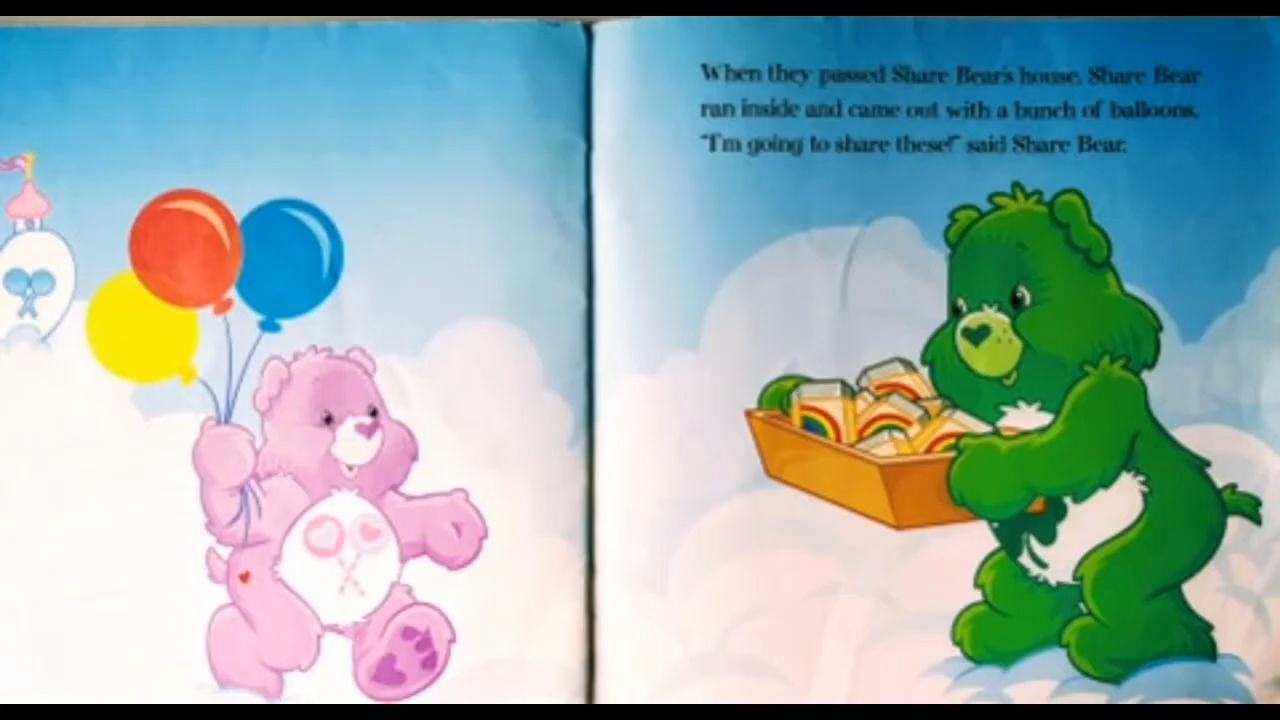 When they passed Share Bear's house, Share Bear
ran inside and came out with a bunch of balloons.
"I'm going to share these!" said Share Bear.